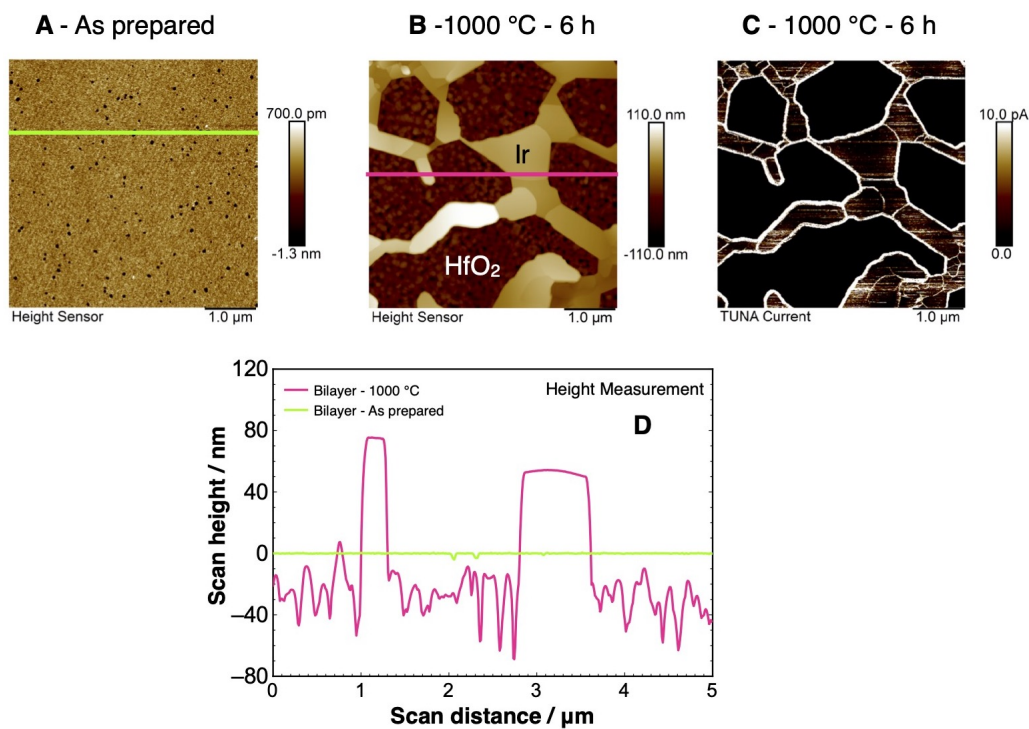 A - As prepared
B -1000 °C - 6 h
C - 1000 °C - 6 h
700.0 pm
-1.3 nm
Height Sensor
1.0 µm
Ir
HfO₂
110.0 nm
-110.0 nm
Height Sensor
1.0 µm
10.0 pA
0.0
TUNA Current
1.0 µm
120
80
40
0
–40
–80
Scan height / nm
Bilayer - 1000 °C
Bilayer - As prepared
Height Measurement
D
0 1 2 3 4 5
Scan distance / µm